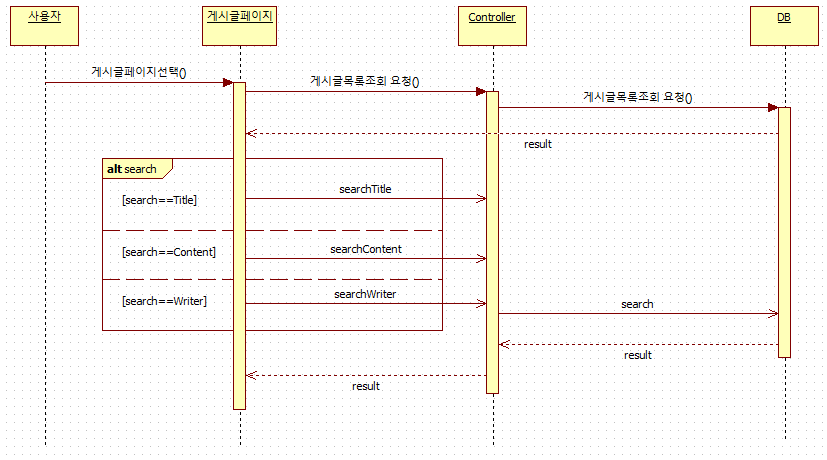 사용자
게시글페이지
Controller
DB
게시글페이지선택()
게시글목록조회 요청()
게시글목록조회 요청()
result
alt search
[search==Title]
searchTitle
[search==Content]
searchContent
[search==Writer]
searchWriter
search
result
result